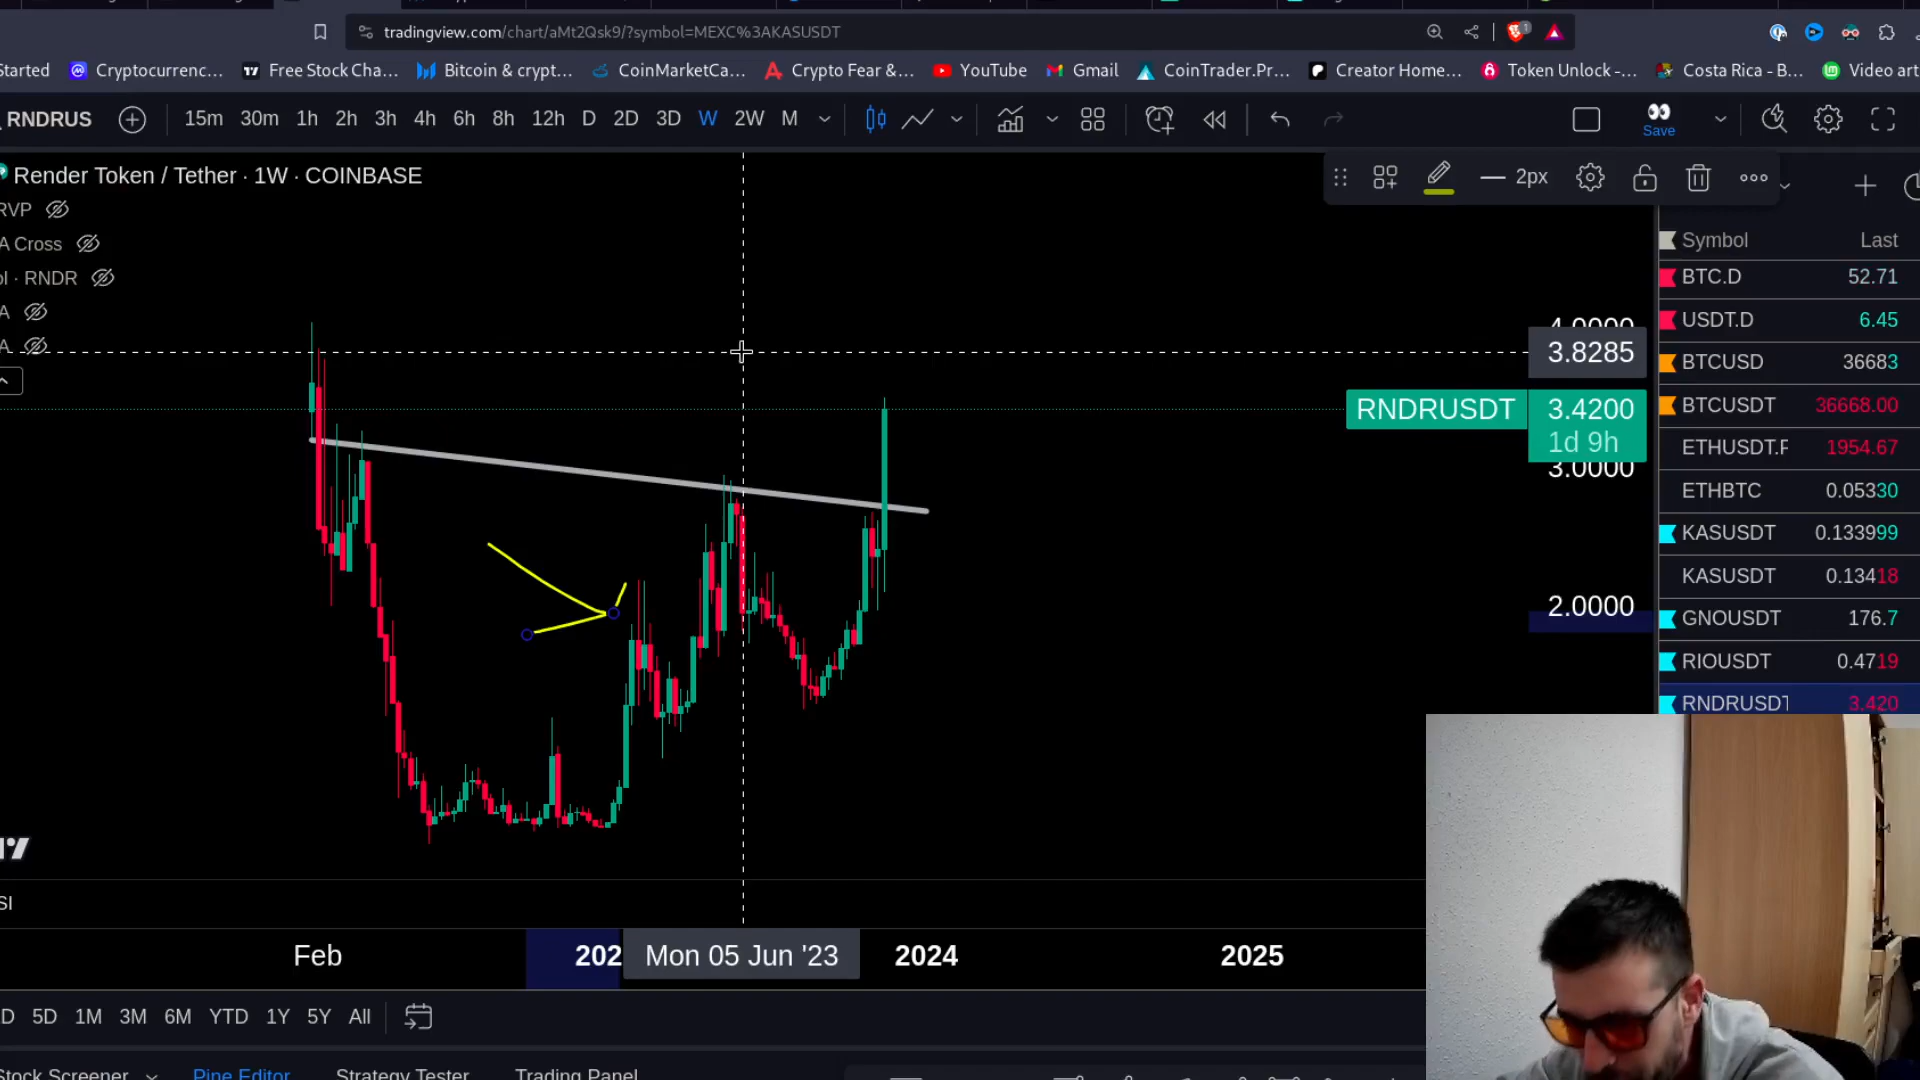 tradingview.com/chart/aMt2Qsk9/?symbol=MEXC%3AKASUSDT
1
Started Cryptocurrenc... Free Stock Cha... Bitcoin & crypt... CoinMarketCa... Crypto Fear &... YouTube Gmail CoinTrader.Pr... Creator Home... Token Unlock -... Costa Rica - B... Video art
RNDRUS 15m 30m 1h 2h 3h 4h 6h 8h 12h D 2D 3D W 2W M Save
Render Token / Tether · 1W · COINBASE
2px
RVP
A Cross
ol · RNDR
A
A
Symbol Last
BTC.D 52.71
USDT.D 6.45
BTCUSD 36683
BTCUSDT 36668.00
ETHUSDT.P 1954.67
ETHBTC 0.05330
KASUSDT 0.133999
KASUSDT 0.13418
GNOUSDT 176.7
RIOUSDT 0.4719
RNDRUSDT 3.420
4.0000
3.8285
RNDRUSDT 3.4200
1d 9h
3.0000
2.0000
SI
Feb 202 Mon 05 Jun '23 2024 2025
D 5D 1M 3M 6M YTD 1Y 5Y All
Stock Screener Pine Editor Strategy Tester Trading Panel